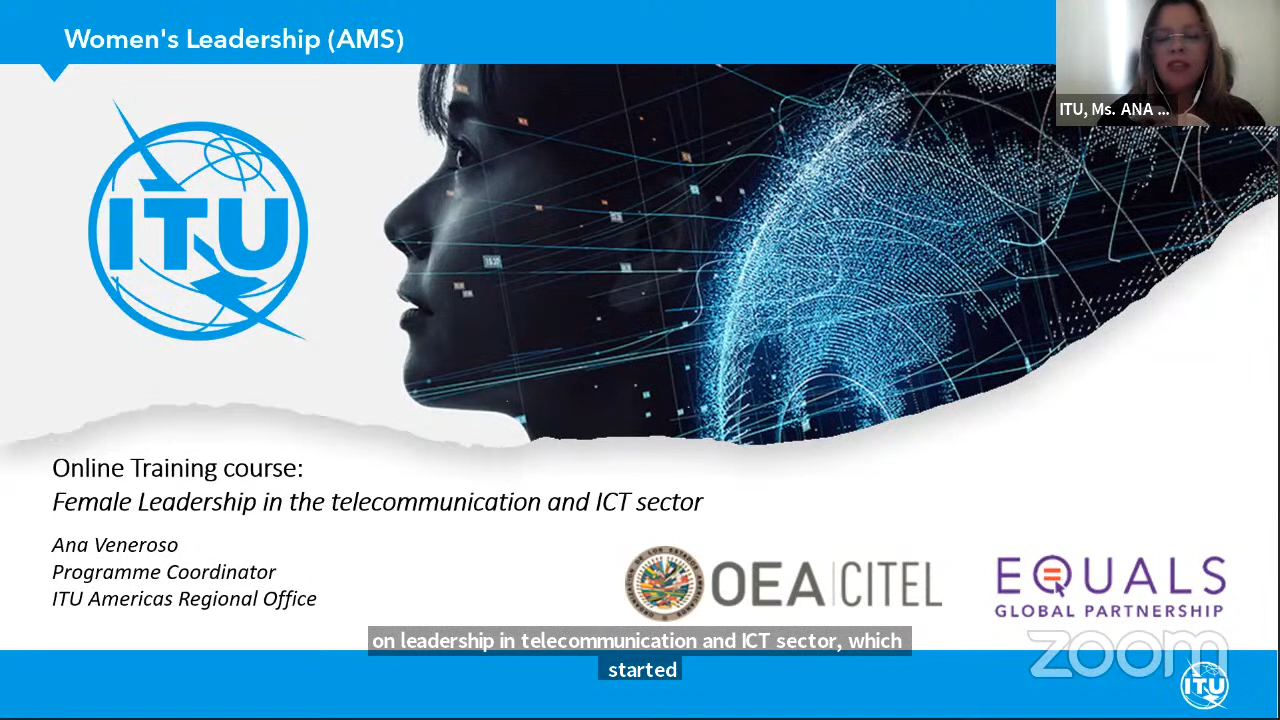 Women's Leadership (AMS)
ITU, Ms. ANA ...
ITU
Online Training course:
Female Leadership in the telecommunication and ICT sector
Ana Veneroso
Programme Coordinator
ITU Americas Regional Office
OEA|CITEL
EQUALS
GLOBAL PARTNERSHIP
on leadership in telecommunication and ICT sector, which
started
zoom
ITU